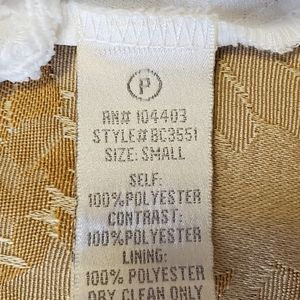 P
RN# 104403
STYLE# BC3551
SIZE: SMALL
SELF:
100%POLYESTER
CONTRAST:
100%POLYESTER
LINING:
100% POLYESTER
DRY CLEAN ONLY